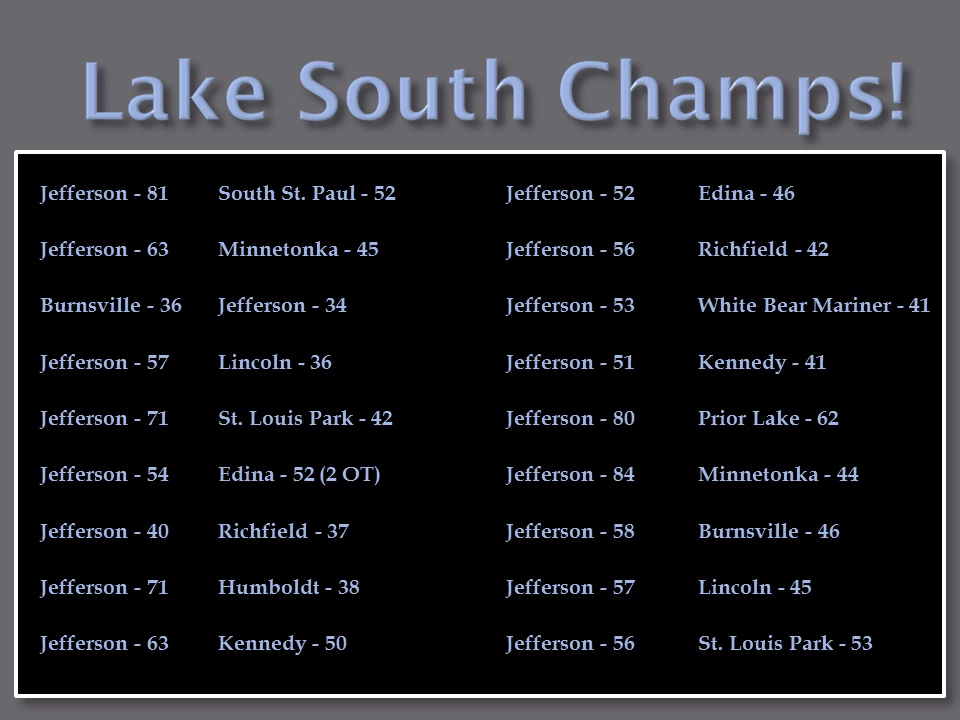 Lake South Champs!
Jefferson - 81 South St. Paul - 52 Jefferson - 52 Edina - 46
Jefferson - 63 Minnetonka - 45 Jefferson - 56 Richfield - 42
Burnsville - 36 Jefferson - 34 Jefferson - 53 White Bear Mariner - 41
Jefferson - 57 Lincoln - 36 Jefferson - 51 Kennedy - 41
Jefferson - 71 St. Louis Park - 42 Jefferson - 80 Prior Lake - 62
Jefferson - 54 Edina - 52 (2 OT) Jefferson - 84 Minnetonka - 44
Jefferson - 40 Richfield - 37 Jefferson - 58 Burnsville - 46
Jefferson - 71 Humboldt - 38 Jefferson - 57 Lincoln - 45
Jefferson - 63 Kennedy - 50 Jefferson - 56 St. Louis Park - 53